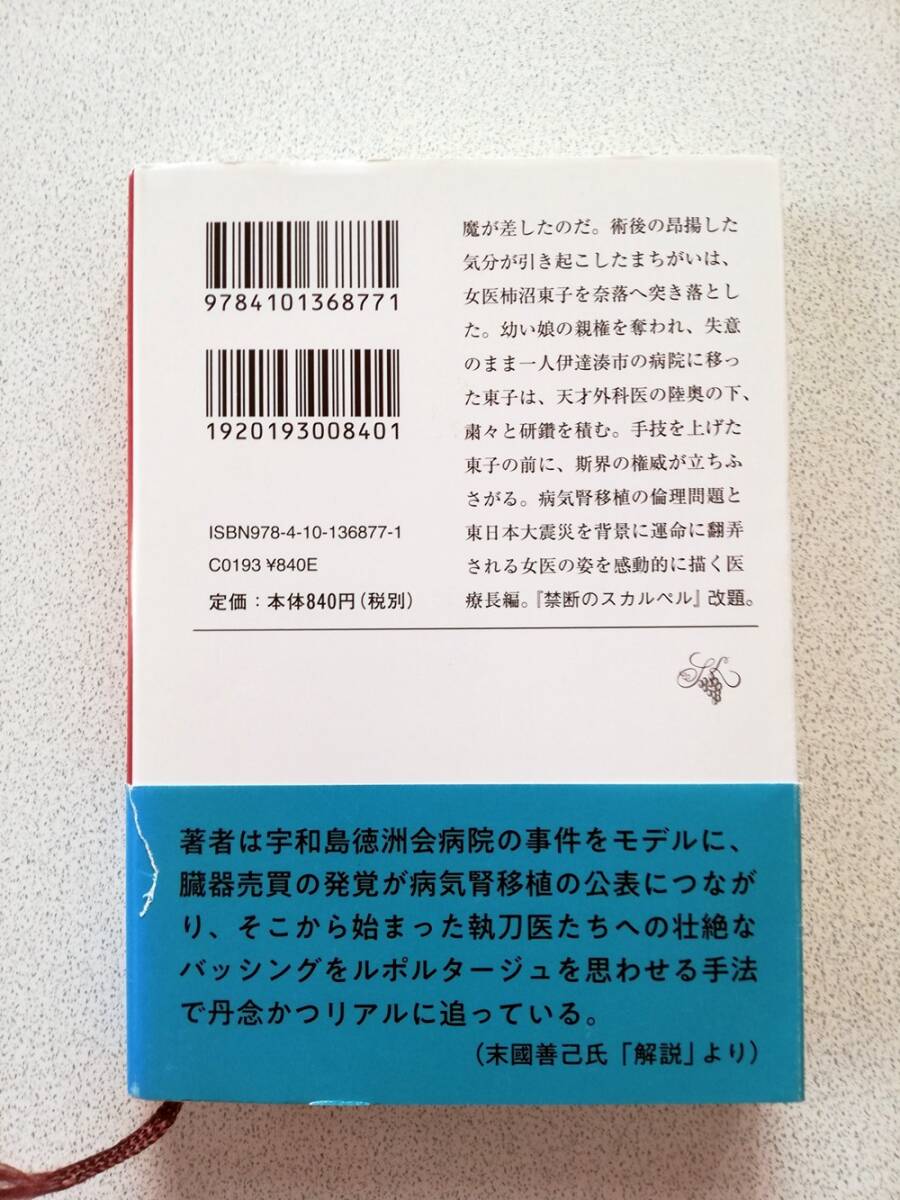 9784101368771
1920193008401
ISBN978-4-10-136877-1
C0193 ¥840E
定価：本体840円（税別）
魔が差したのだ。術後の昂揚した
気分が引き起こしたまちがいは、
女医柿沼東子を奈落へ突き落とし
た。幼い娘の親権を奪われ、失意
のまま一人伊達湊市の病院に移っ
た東子は、天才外科医の陸奥の下、
粛々と研鑽を積む。手技を上げた
東子の前に、斯界の権威が立ちふ
さがる。病気腎移植の倫理問題と
東日本大震災を背景に運命に翻弄
される女医の姿を感動的に描く医
療長編。『禁断のスカルペル』改題。
著者は宇和島徳洲会病院の事件をモデルに、
臓器売買の発覚が病気腎移植の公表につなが
り、そこから始まった執刀医たちへの壮絶な
バッシングをルポルタージュを思わせる手法
で丹念かつリアルに追っている。
（末國善己氏「解説」より）